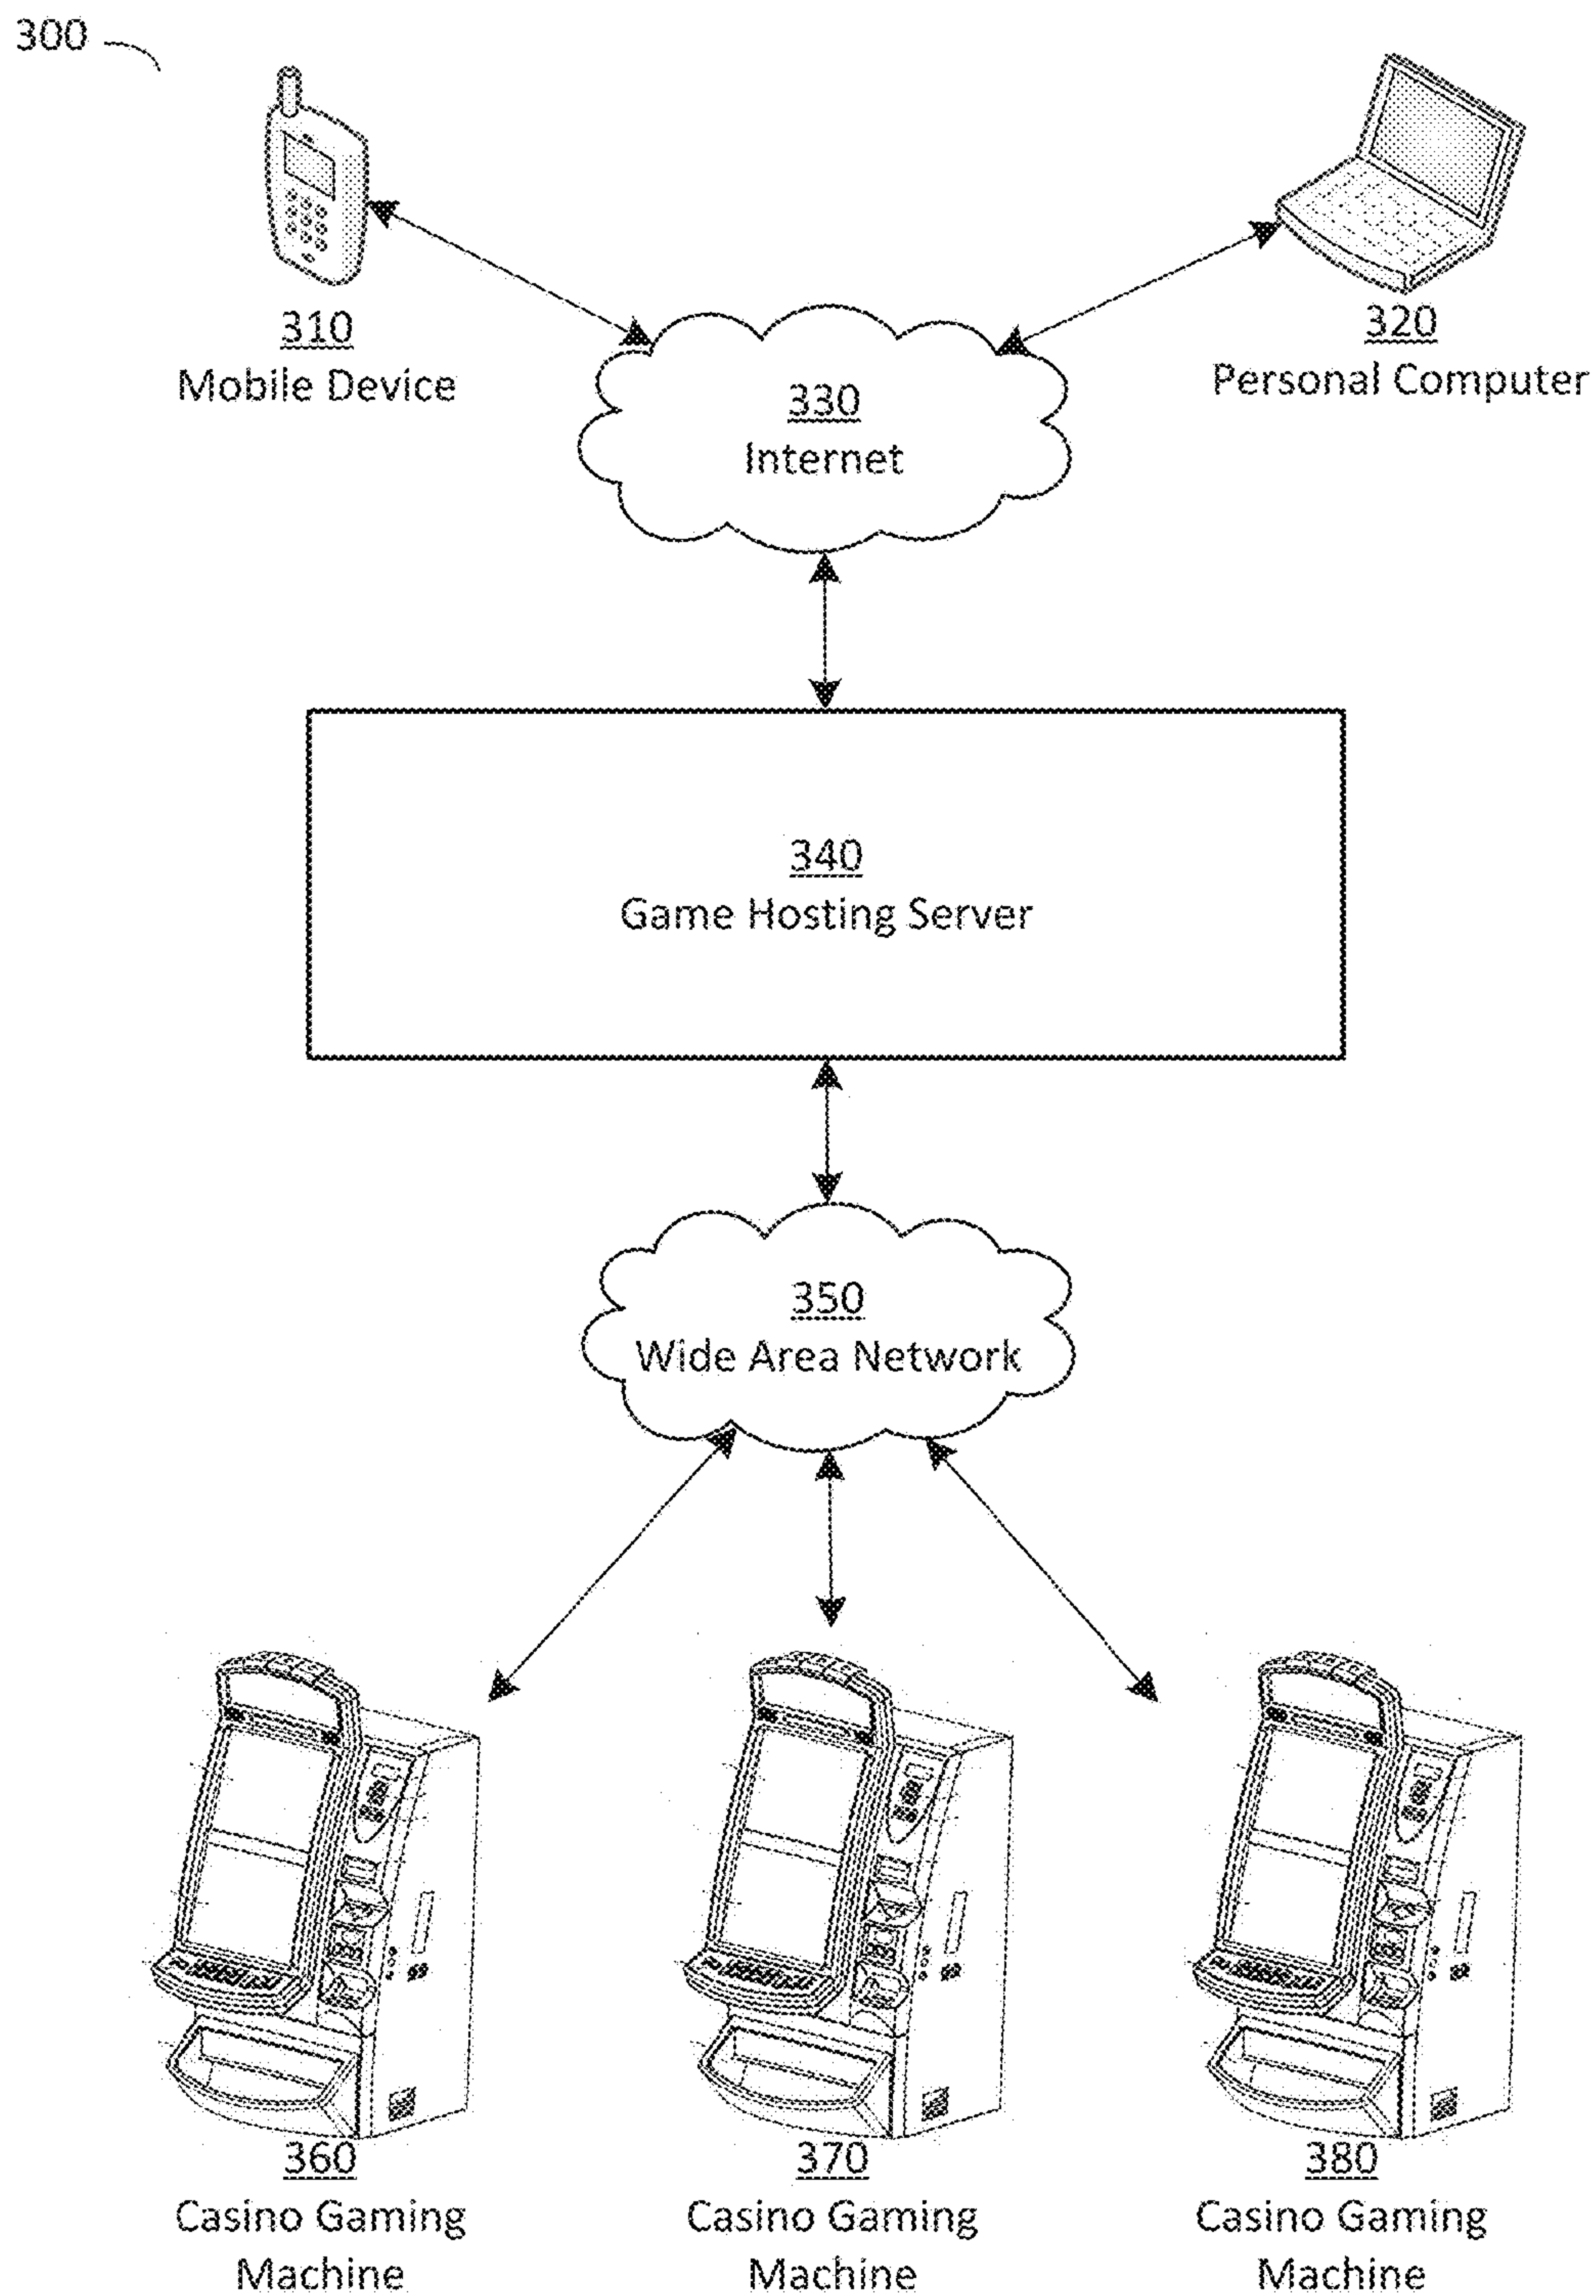 300
310
Mobile Device
320
Personal Computer
330
Internet
340
Game Hosting Server
350
Wide Area Network
360
Casino Gaming
Machine
370
Casino Gaming
Machine
380
Casino Gaming
Machine